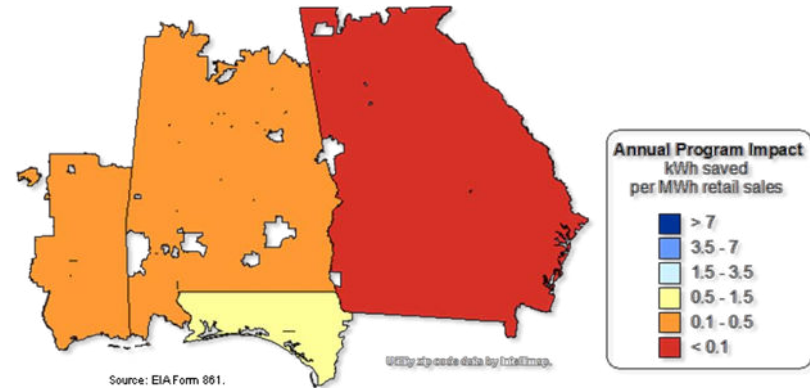 Annual Program Impact
kWh saved
per MWh retail sales
> 7
3.5 - 7
1.5 - 3.5
0.5 - 1.5
0.1 - 0.5
< 0.1
Utility zip code data by
Source: EIA Form 861.